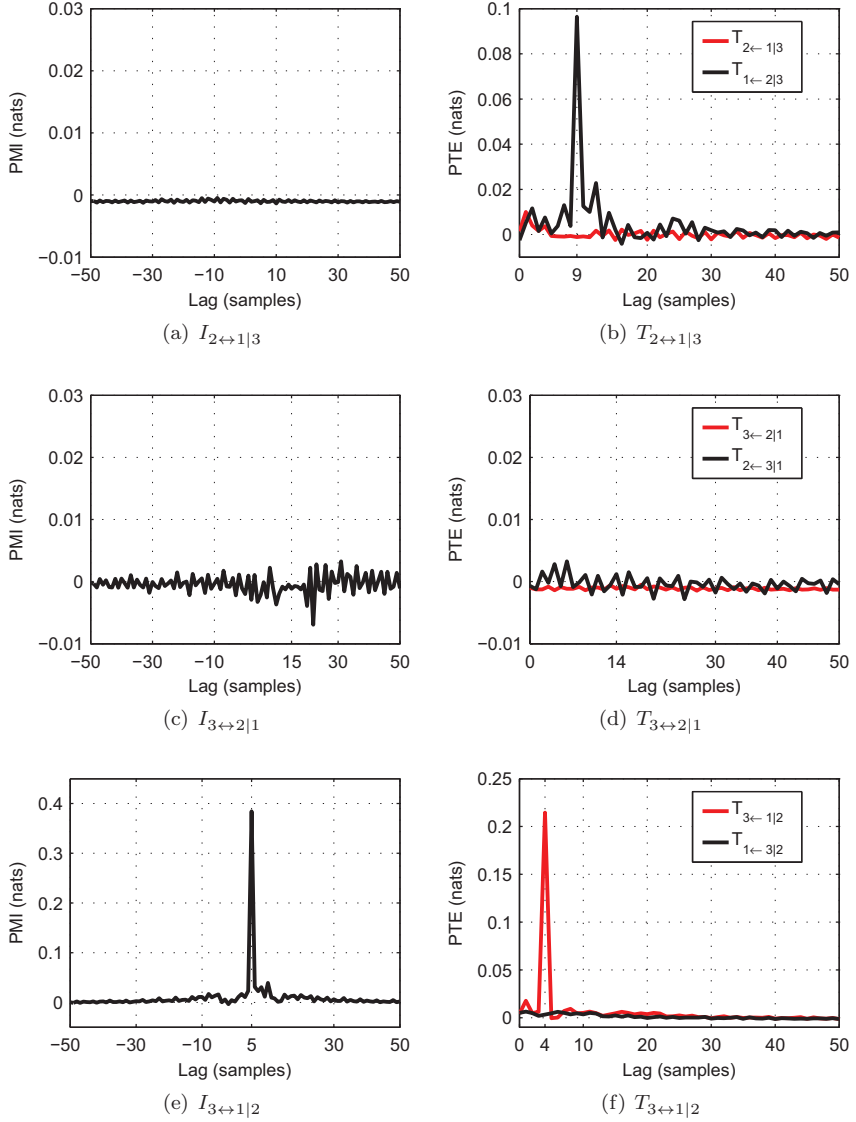 0.03
0.02
0.01
0
−0.01
PMI (nats)
−50 −30 −10 10 30 50
Lag (samples)
(a) I2↔1|3
0.1
0.08
0.06
0.04
0.02
0
PTE (nats)
T2← 1|3
T1← 2|3
0 9 20 30 40 50
Lag (samples)
(b) T2↔1|3
0.03
0.02
0.01
0
−0.01
PMI (nats)
−50 −30 −10 15 30 50
Lag (samples)
(c) I3↔2|1
0.03
0.02
0.01
0
−0.01
PTE (nats)
T3← 2|1
T2← 3|1
0 14 30 40 50
Lag (samples)
(d) T3↔2|1
0.4
0.3
0.2
0.1
0
PMI (nats)
−50 −30 −10 5 30 50
Lag (samples)
(e) I3↔1|2
0.25
0.2
0.15
0.1
0.05
0
PTE (nats)
T3← 1|2
T1← 3|2
0 4 10 20 30 40 50
Lag (samples)
(f) T3↔1|2